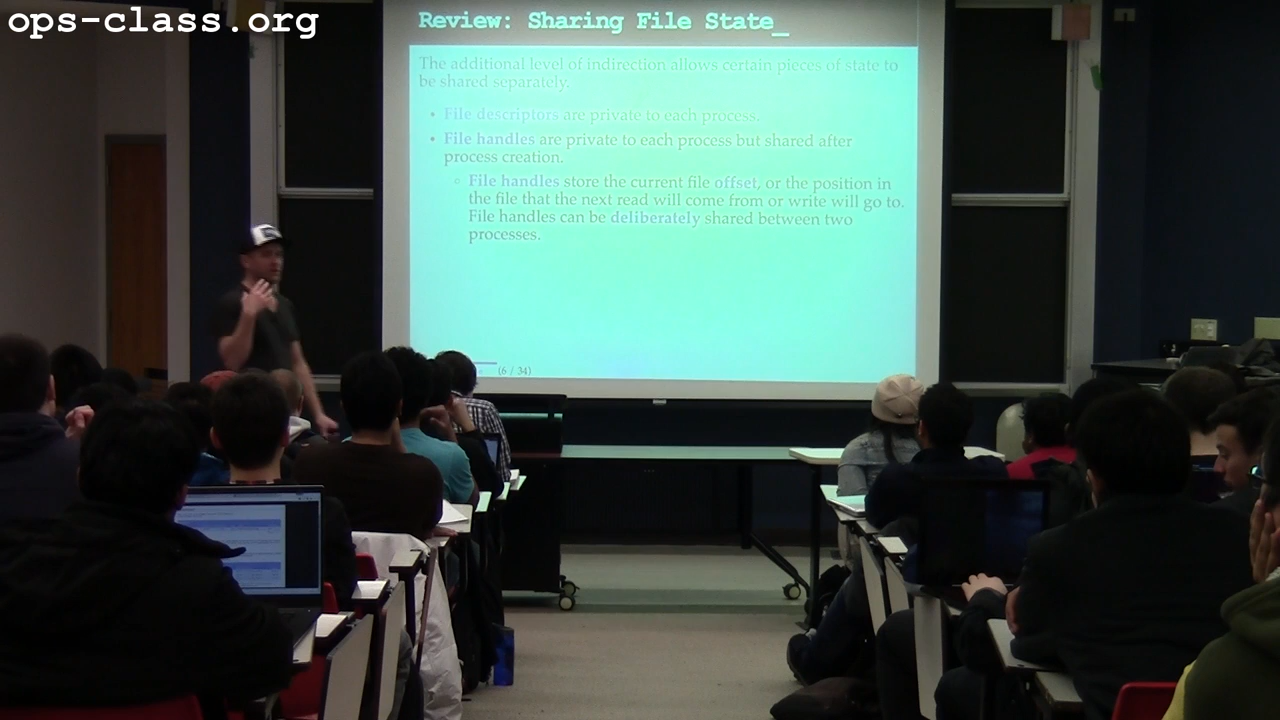 ops-class.org
Review: Sharing File State_
The additional level of indirection allows certain pieces of state to
be shared separately.
• File descriptors are private to each process.
• File handles are private to each process but shared after
process creation.
◦ File handles store the current file offset, or the position in
the file that the next read will come from or write will go to.
File handles can be deliberately shared between two
processes.
(6 / 34)